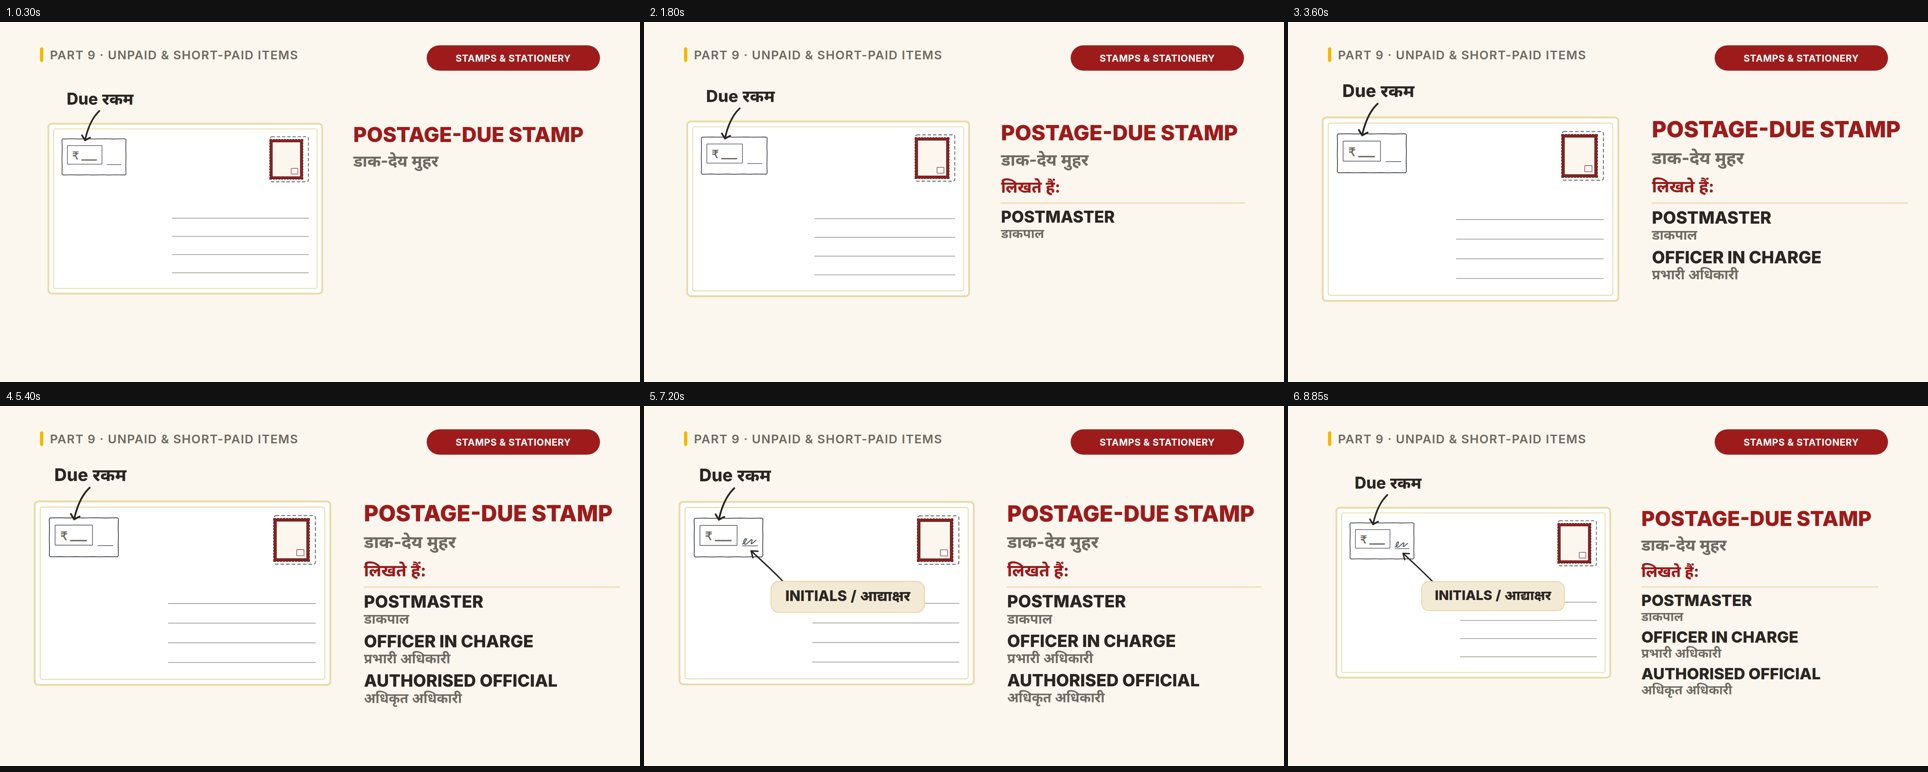 1. 0.30s
PART 9 · UNPAID & SHORT-PAID ITEMS
STAMPS & STATIONERY
Due रकम
₹
POSTAGE-DUE STAMP
डाक-देय मुहर
2. 1.80s
PART 9 · UNPAID & SHORT-PAID ITEMS
STAMPS & STATIONERY
Due रकम
₹
POSTAGE-DUE STAMP
डाक-देय मुहर
लिखते हैं:
POSTMASTER
डाकपाल
3. 3.60s
PART 9 · UNPAID & SHORT-PAID ITEMS
STAMPS & STATIONERY
Due रकम
₹
POSTAGE-DUE STAMP
डाक-देय मुहर
लिखते हैं:
POSTMASTER
डाकपाल
OFFICER IN CHARGE
प्रभारी अधिकारी
4. 5.40s
PART 9 · UNPAID & SHORT-PAID ITEMS
STAMPS & STATIONERY
Due रकम
₹
POSTAGE-DUE STAMP
डाक-देय मुहर
लिखते हैं:
POSTMASTER
डाकपाल
OFFICER IN CHARGE
प्रभारी अधिकारी
AUTHORISED OFFICIAL
अधिकृत अधिकारी
5. 7.20s
PART 9 · UNPAID & SHORT-PAID ITEMS
STAMPS & STATIONERY
Due रकम
₹
INITIALS / आद्याक्षर
POSTAGE-DUE STAMP
डाक-देय मुहर
लिखते हैं:
POSTMASTER
डाकपाल
OFFICER IN CHARGE
प्रभारी अधिकारी
AUTHORISED OFFICIAL
अधिकृत अधिकारी
6. 8.85s
PART 9 · UNPAID & SHORT-PAID ITEMS
STAMPS & STATIONERY
Due रकम
₹
INITIALS / आद्याक्षर
POSTAGE-DUE STAMP
डाक-देय मुहर
लिखते हैं:
POSTMASTER
डाकपाल
OFFICER IN CHARGE
प्रभारी अधिकारी
AUTHORISED OFFICIAL
अधिकृत अधिकारी